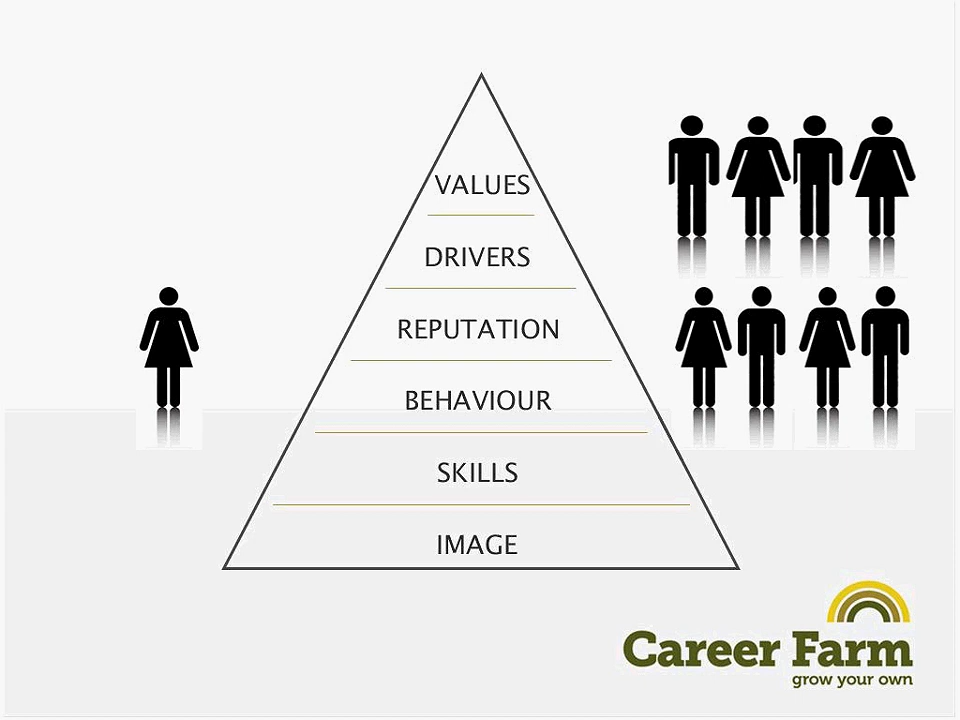 VALUES
DRIVERS
REPUTATION
BEHAVIOUR
SKILLS
IMAGE
Career Farm
grow your own